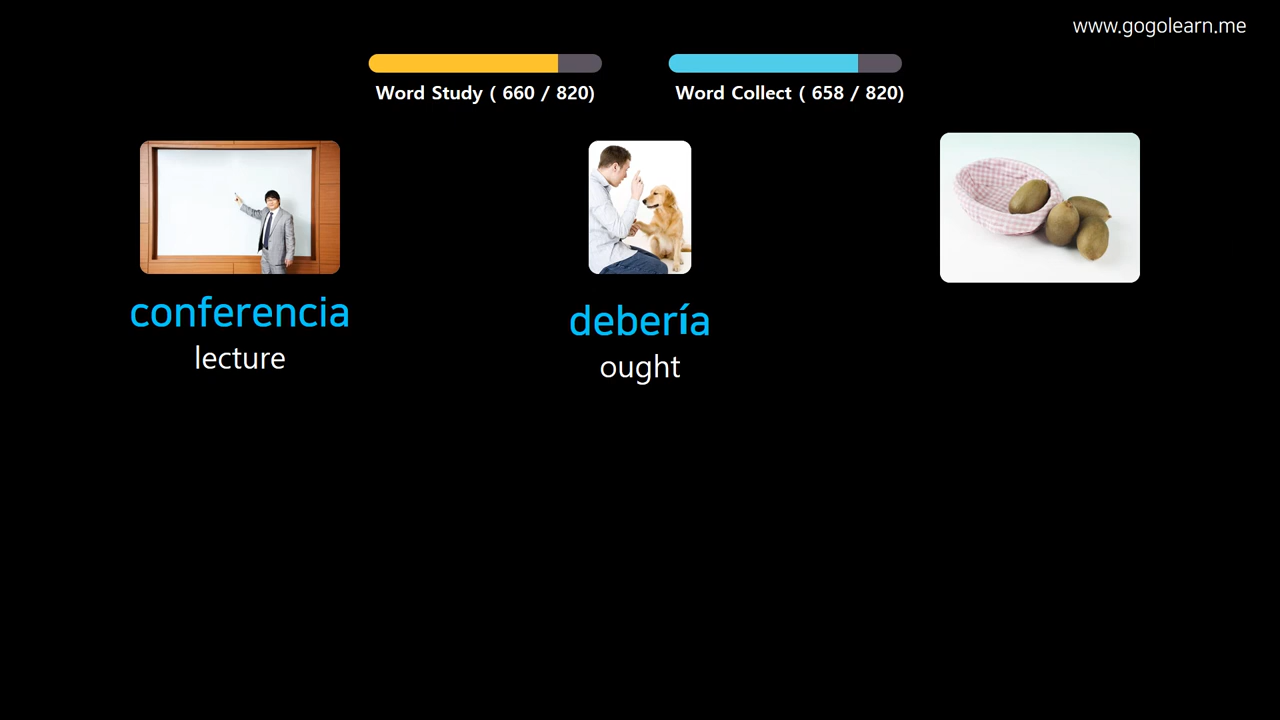 www.gogolearn.me
Word Study ( 660 / 820)
Word Collect ( 658 / 820)
conferencia
lecture
debería
ought